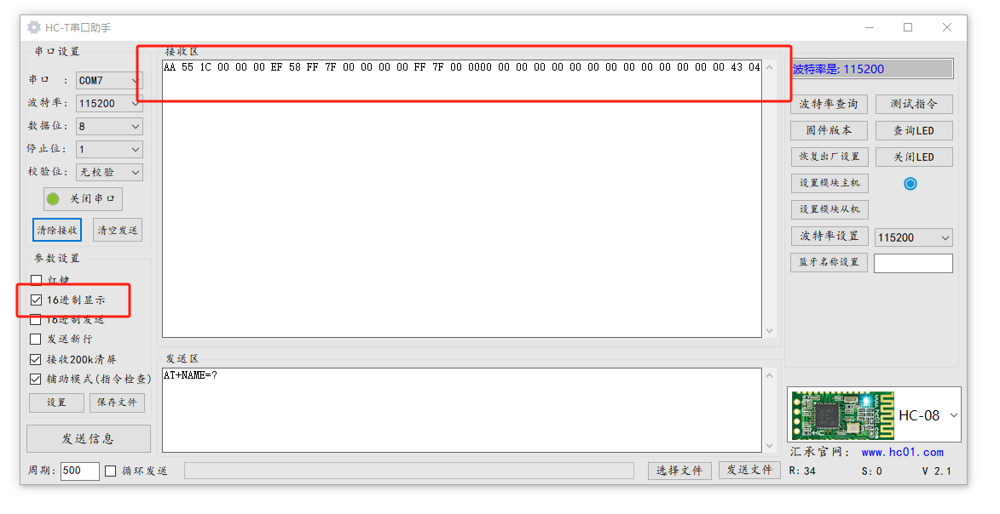 HC-T串口助手
串口设置
串口 :
COM7
波特率:
115200
数据位:
8
停止位:
1
校验位:
无校验
关闭串口
清除接收
清空发送
参数设置
红键
16进制显示
16进制发送
发送新行
接收200k清屏
辅助模式(指令检查)
设置
保存文件
发送信息
周期:
500
循环发送
接收区
AA 55 1C 00 00 00 EF 58 FF 7F 00 00 00 00 FF 7F 00 0000 00 00 00 00 00 00 00 00 00 00 00 00 00 43 04
发送区
AT+NAME=?
选择文件
发送文件
波特率是: 115200
波特率查询
测试指令
固件版本
查询LED
恢复出厂设置
关闭LED
设置模块主机
设置模块从机
波特率设置
115200
蓝牙名称设置
HC-08
汇承官网: www.hc01.com
R: 34
S: 0
V 2.1